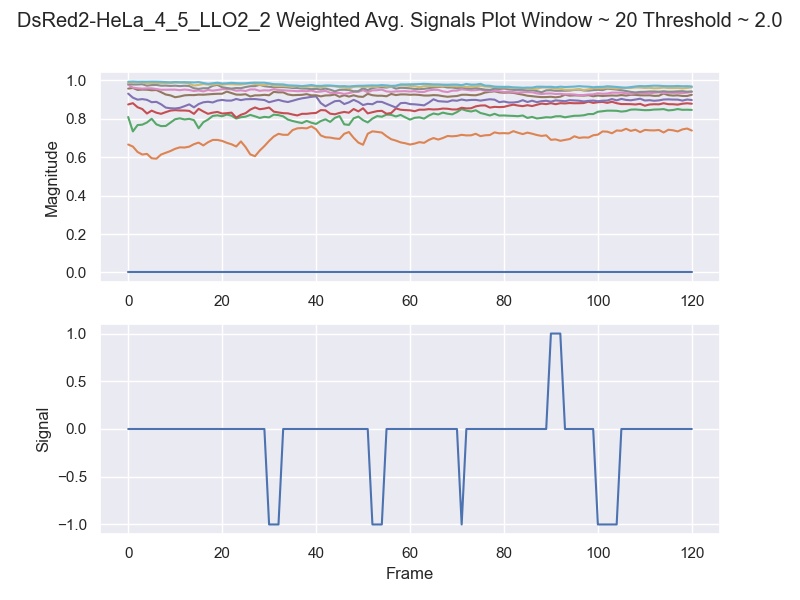 DsRed2-HeLa_4_5_LLO2_2 Weighted Avg. Signals Plot Window ~ 20 Threshold ~ 2.0
1.0
0.8
0.6
0.4
0.2
0.0
Magnitude
0 20 40 60 80 100 120
1.0
0.5
0.0
−0.5
−1.0
Signal
0 20 40 60 80 100 120
Frame